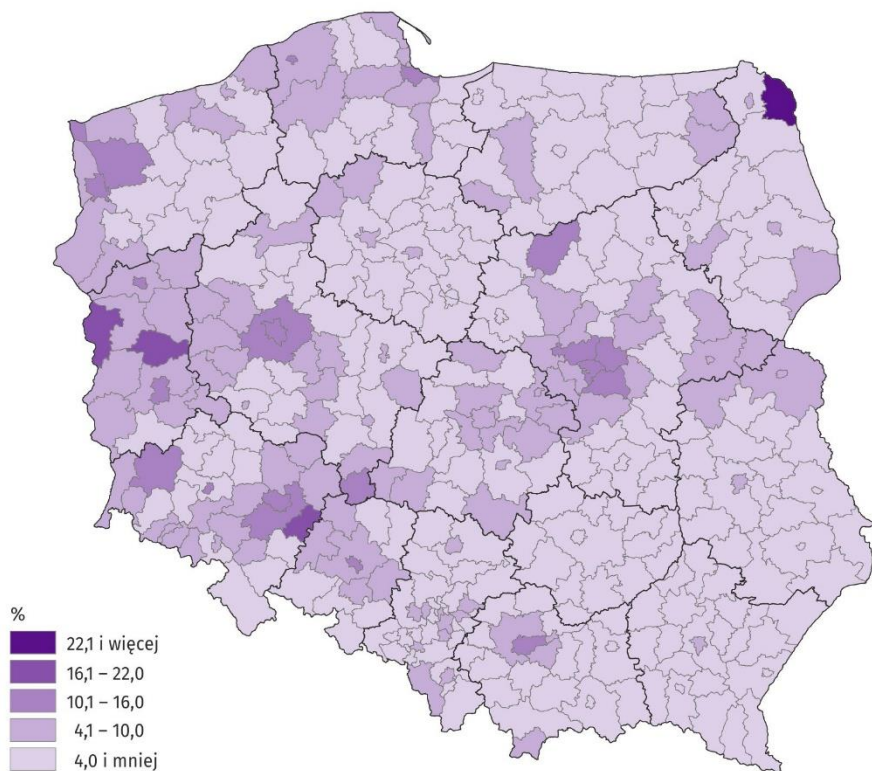 %
22,1 i więcej
16,1 – 22,0
10,1 – 16,0
4,1 – 10,0
4,0 i mniej